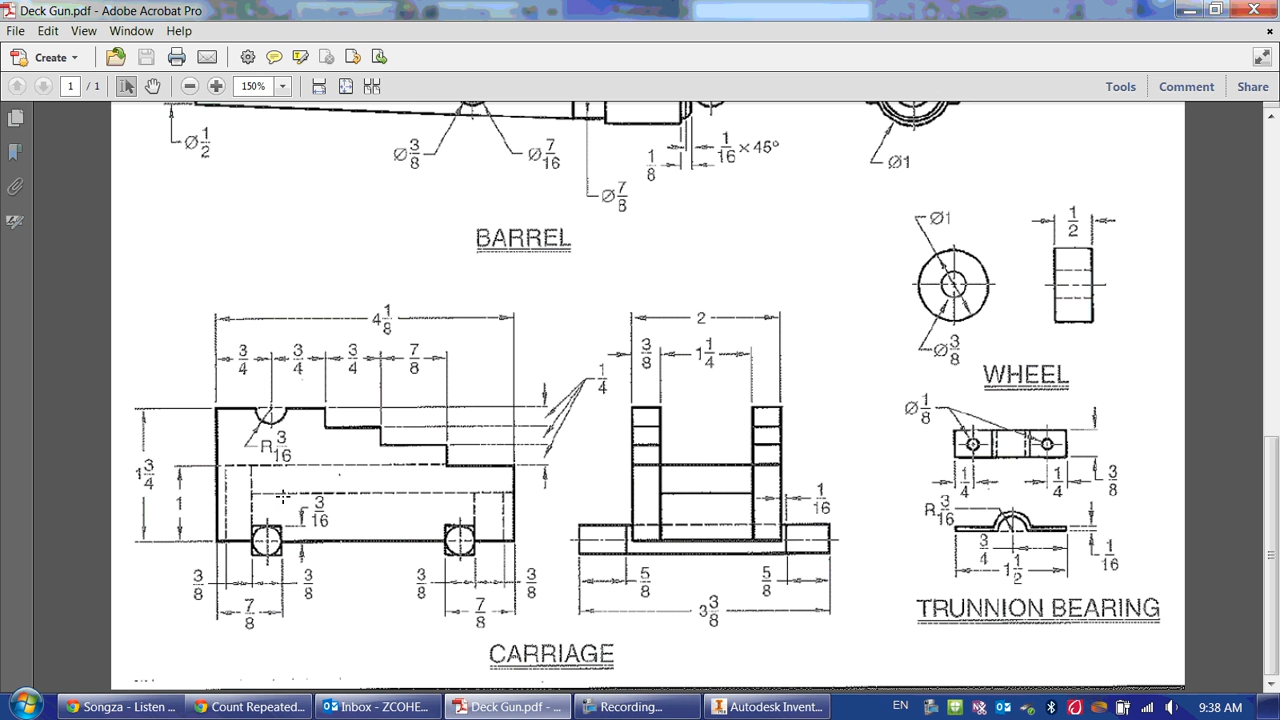 Deck Gun.pdf - Adobe Acrobat Pro
File Edit View Window Help
Create
1 / 1 150% Tools Comment Share
Ø1/2
Ø3/8
Ø7/16
1/8
1/16 × 45°
Ø7/8
Ø1
BARREL
Ø1
1/2
Ø3/8
WHEEL
4 1/8
3/4 3/4 3/4 7/8
1/4
R3/16
1 3/4
1
3/16
3/8 3/8 3/8 3/8
7/8 7/8
2
3/8 1 1/4
1/16
5/8 5/8
3 3/8
CARRIAGE
Ø1/8
1/4 1/4 3/8
R3/16
3/4
1 1/2
1/16
TRUNNION BEARING
Songza - Listen ...
Count Repeated...
Inbox - ZCOHE...
Deck Gun.pdf - ...
Recording...
Autodesk Invent...
EN
9:38 AM